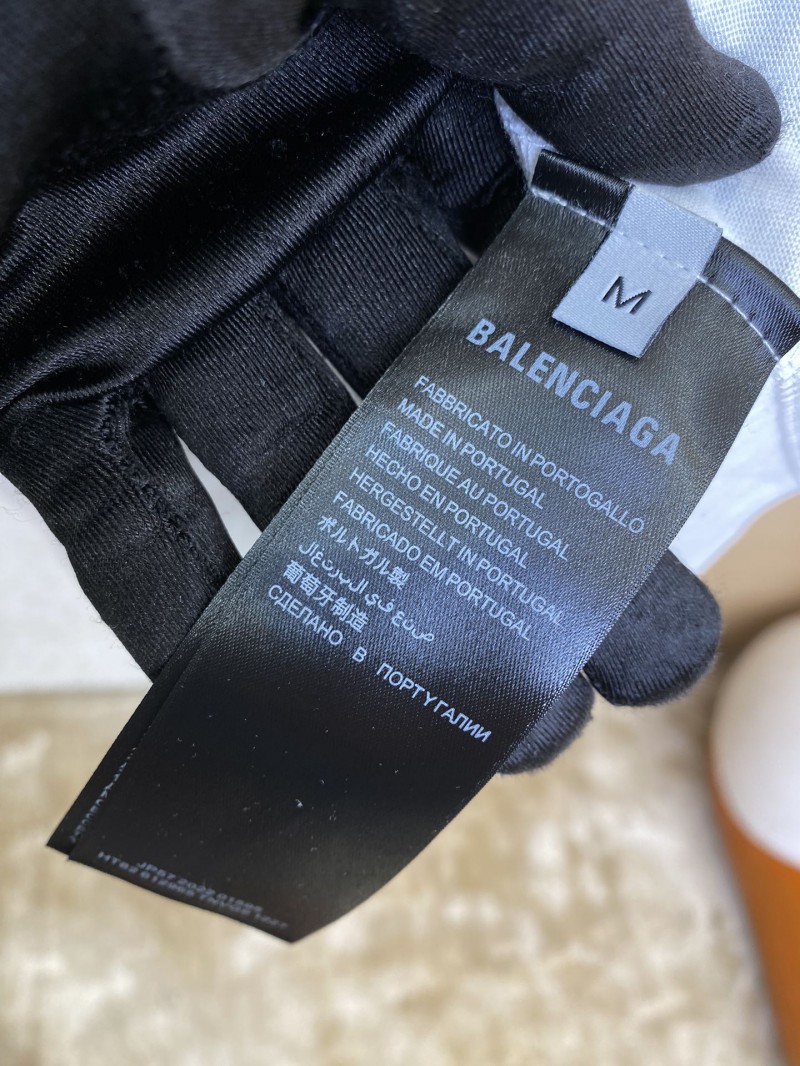 M
BALENCIAGA
FABBRICATO IN PORTOGALLO
MADE IN PORTUGAL
FABRIQUE AU PORTUGAL
HECHO EN PORTUGAL
HERGESTELLT IN PORTUGAL
FABRICADO EM PORTUGAL
ポルトガル製
صنع في البرتغال
葡萄牙制造
СДЕЛАНО В ПОРТУГАЛИИ